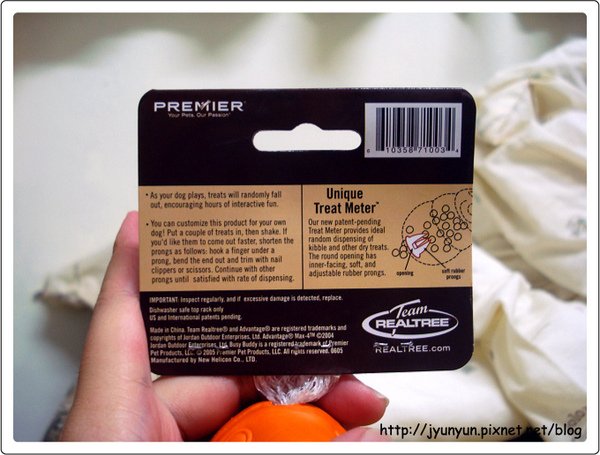 PREMIER™
Your Pets. Our Passion.™
6 10358 71003 4
• As your dog plays, treats will randomly fall
out, encouraging hours of interactive fun.
• You can customize this product for your own
dog! Put a couple of treats in, then shake. If
you'd like them to come out faster, shorten the
prongs as follows: hook a finger under a
prong, bend the end out and trim with nail
clippers or scissors. Continue with other
prongs until satisfied with rate of dispensing.
Unique
Treat Meter™
Our new patent-pending
Treat Meter provides ideal
random dispensing of
kibble and other dry treats.
The round opening has
inner-facing, soft, and
adjustable rubber prongs.
opening
soft rubber
prongs
IMPORTANT: Inspect regularly, and if excessive damage is detected, replace.
Dishwasher safe top rack only
US and International patents pending.
Made in China. Team Realtree® and Advantage® are registered trademarks and
copyrights of Jordan Outdoor Enterprises, Ltd. Advantage® Max-4™ ©2004
Jordan Outdoor Enterprises, Ltd. Busy Buddy is a registered trademark of Premier
Pet Products, LLC. © 2005 Premier Pet Products, LLC. All rights reserved. 0605
Manufactured by New Helicon Co., LTD.
Team
REALTREE
REALTREE.com
http://jyunyun.pixnet.net/blog